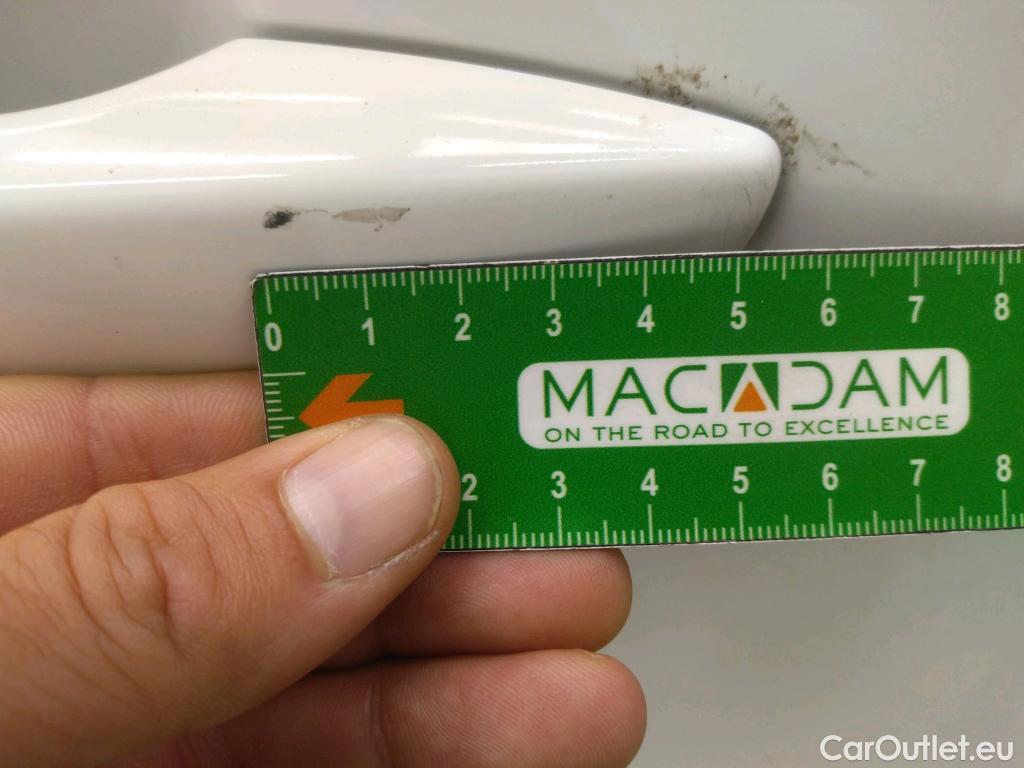 0 1 2 3 4 5 6 7 8
MACADAM
ON THE ROAD TO EXCELLENCE
2 3 4 5 6 7 8
CarOutlet.eu